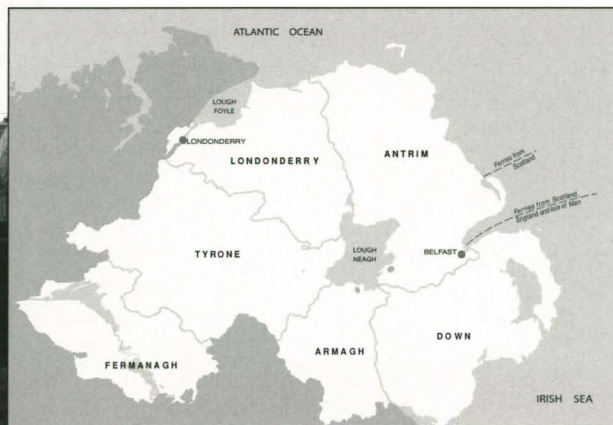 ATLANTIC OCEAN
LOUGH
FOYLE
LONDONDERRY
LONDONDERRY
ANTRIM
Ferries from
Scotland
Ferries from Scotland,
England and Isle of Man
TYRONE
LOUGH
NEAGH
BELFAST
FERMANAGH
ARMAGH
DOWN
IRISH SEA